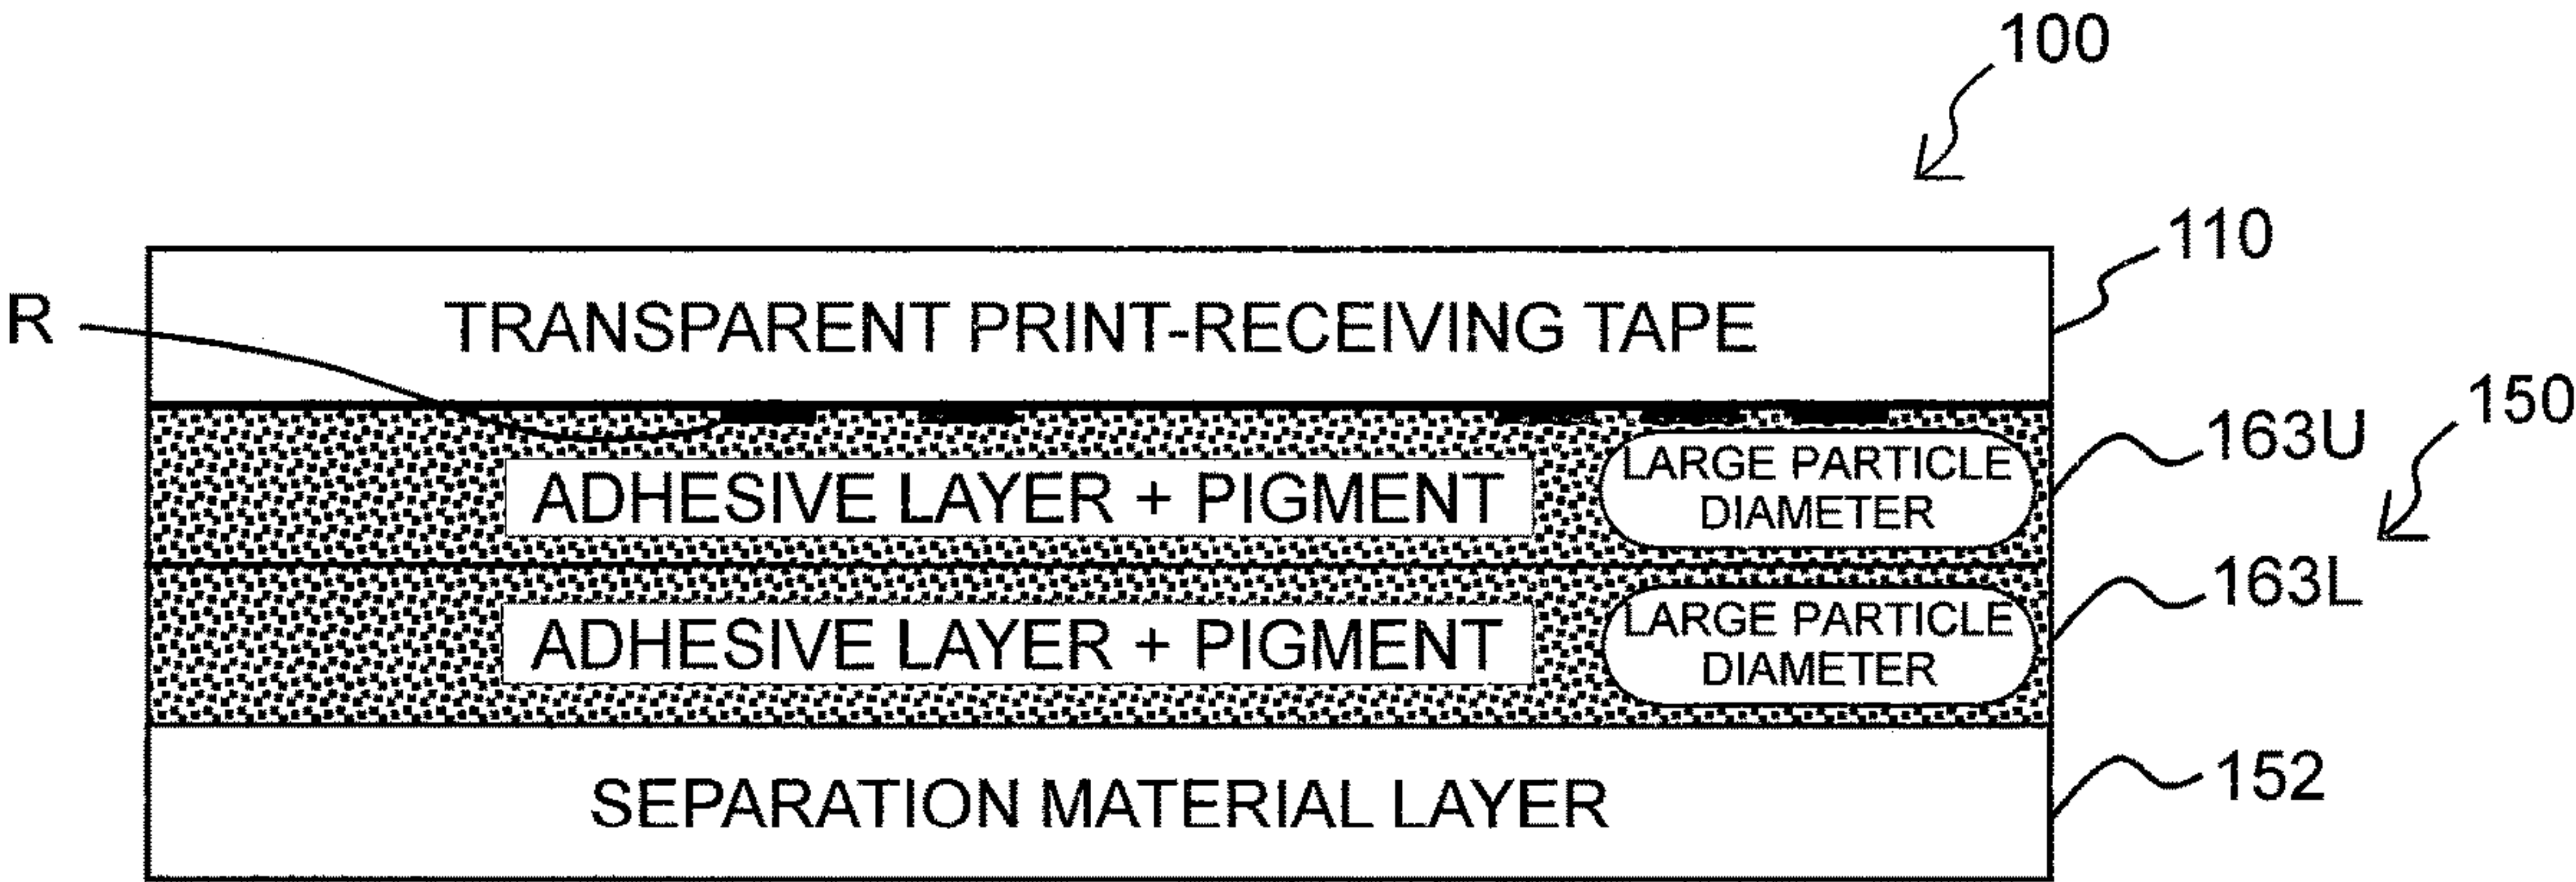 100
110
R
TRANSPARENT PRINT-RECEIVING TAPE
150
163U
ADHESIVE LAYER + PIGMENT
LARGE PARTICLE
DIAMETER
163L
ADHESIVE LAYER + PIGMENT
LARGE PARTICLE
DIAMETER
152
SEPARATION MATERIAL LAYER